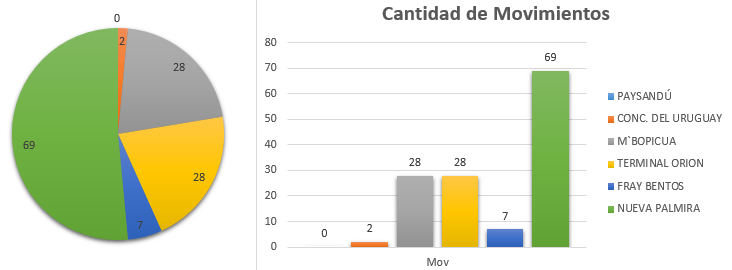 0
2
28
28
7
69
Cantidad de Movimientos
80
70
60
50
40
30
20
10
0
0
2
28
28
7
69
Mov
PAYSANDÚ
CONC. DEL URUGUAY
M`BOPICUA
TERMINAL ORION
FRAY BENTOS
NUEVA PALMIRA